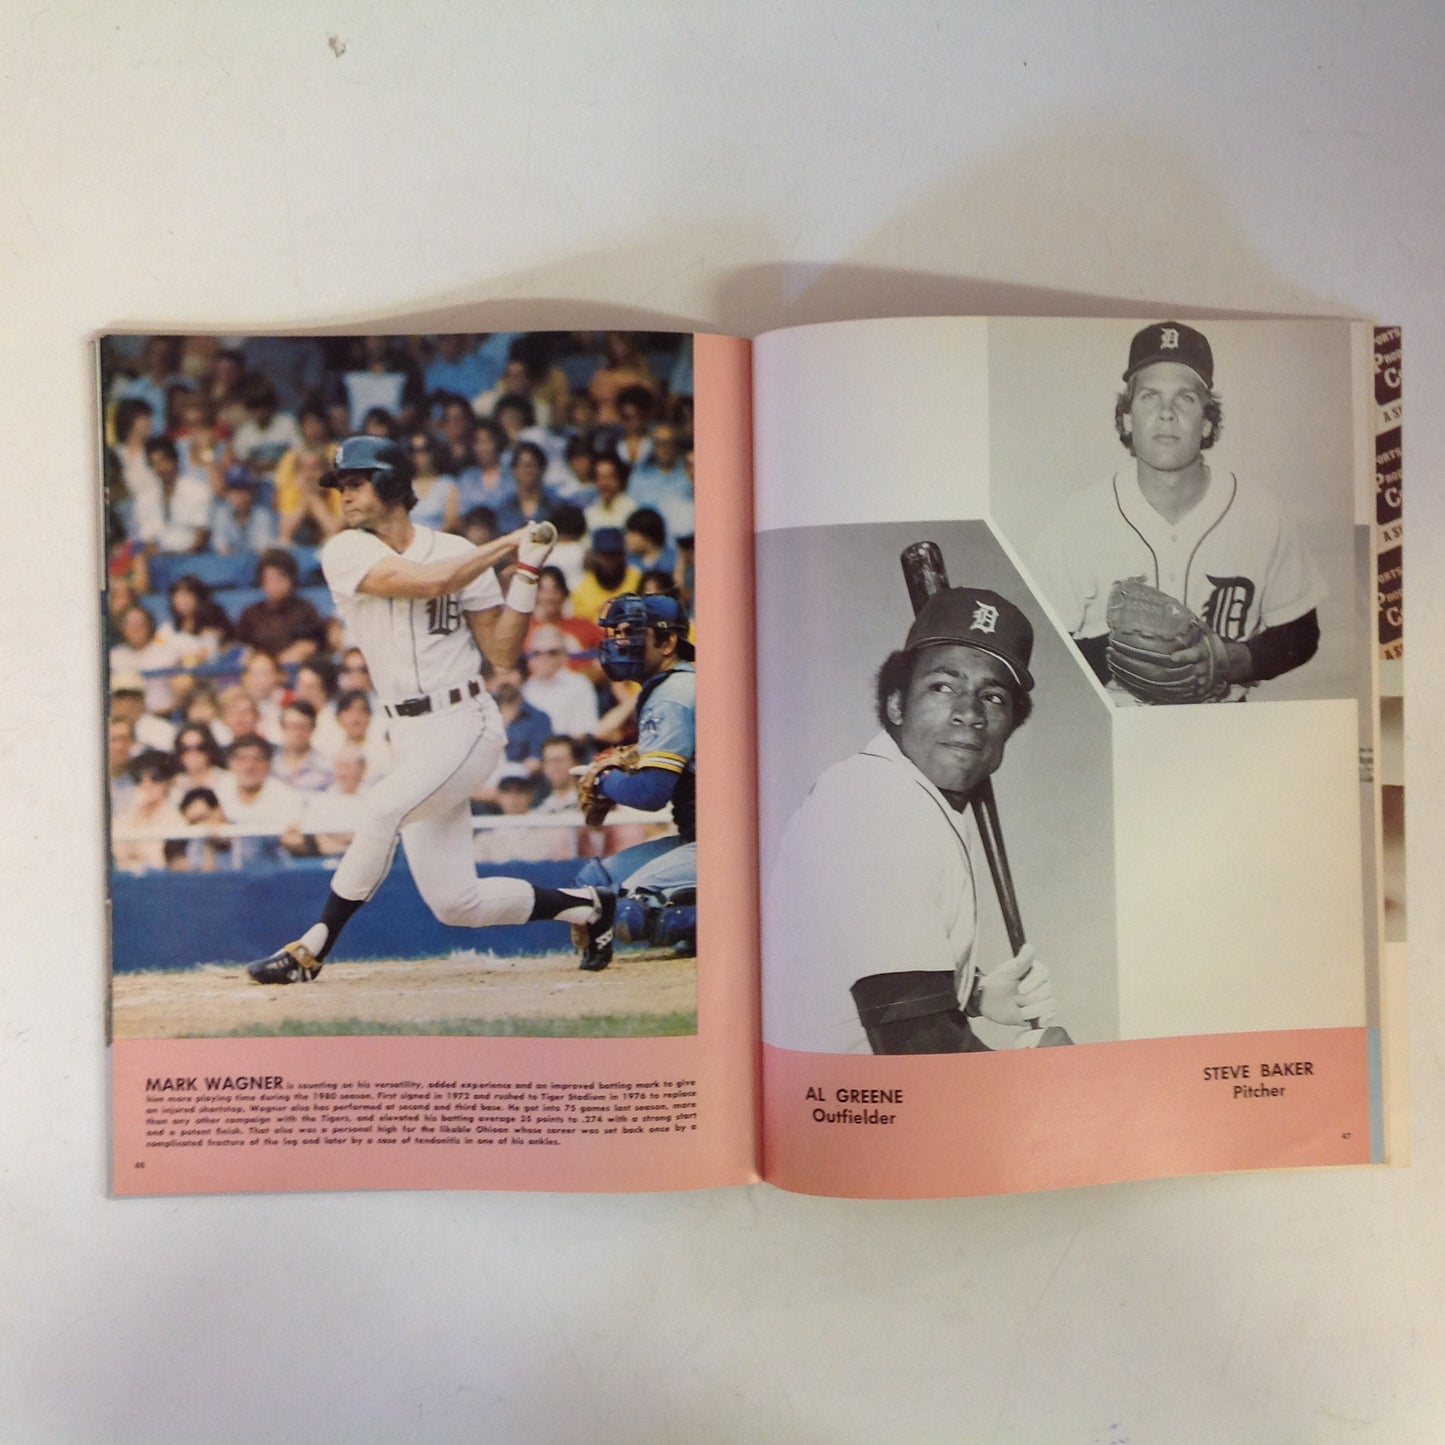 MARK WAGNER is counting on his versatility, added experience and an improved batting mark to give
him more playing time during the 1980 season. First signed in 1972 and rushed to Tiger Stadium in 1976 to replace
an injured shortstop, Wagner also has performed at second and third base. He got into 75 games last season, more
than any other campaign with the Tigers, and elevated his batting average 35 points to .274 with a strong start
and a potent finish. That also was a personal high for the likable Ohioan whose career was set back once by a
complicated fracture of the leg and later by a case of tendonitis in one of his ankles.
46
D
D
D
D
AL GREENE
Outfielder
STEVE BAKER
Pitcher
47